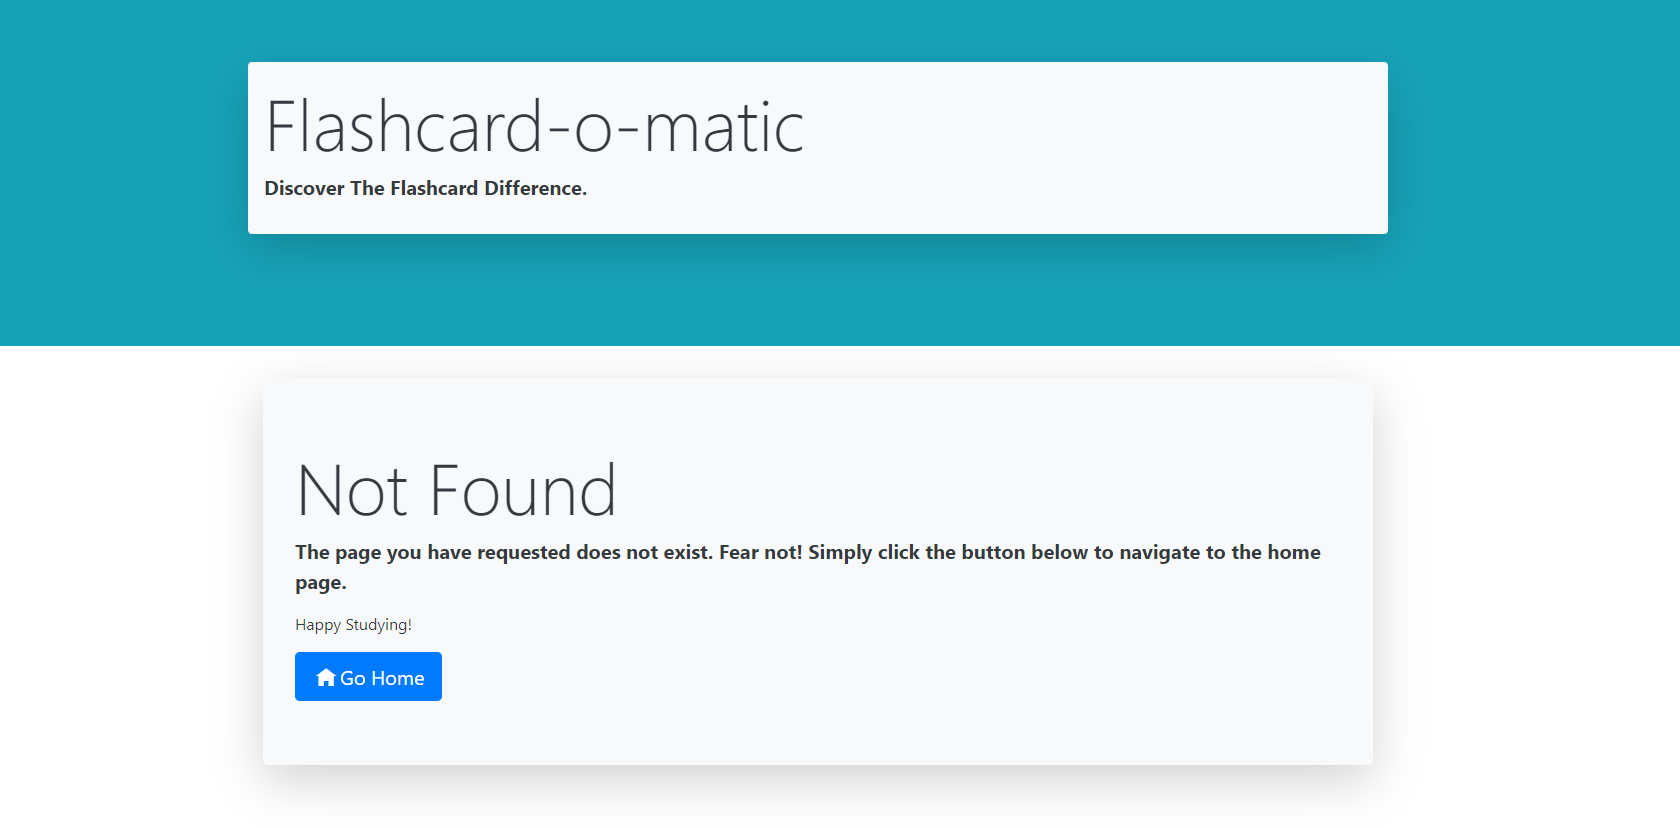 Flashcard-o-matic
Discover The Flashcard Difference.
Not Found
The page you have requested does not exist. Fear not! Simply click the button below to navigate to the home
page.
Happy Studying!
Go Home